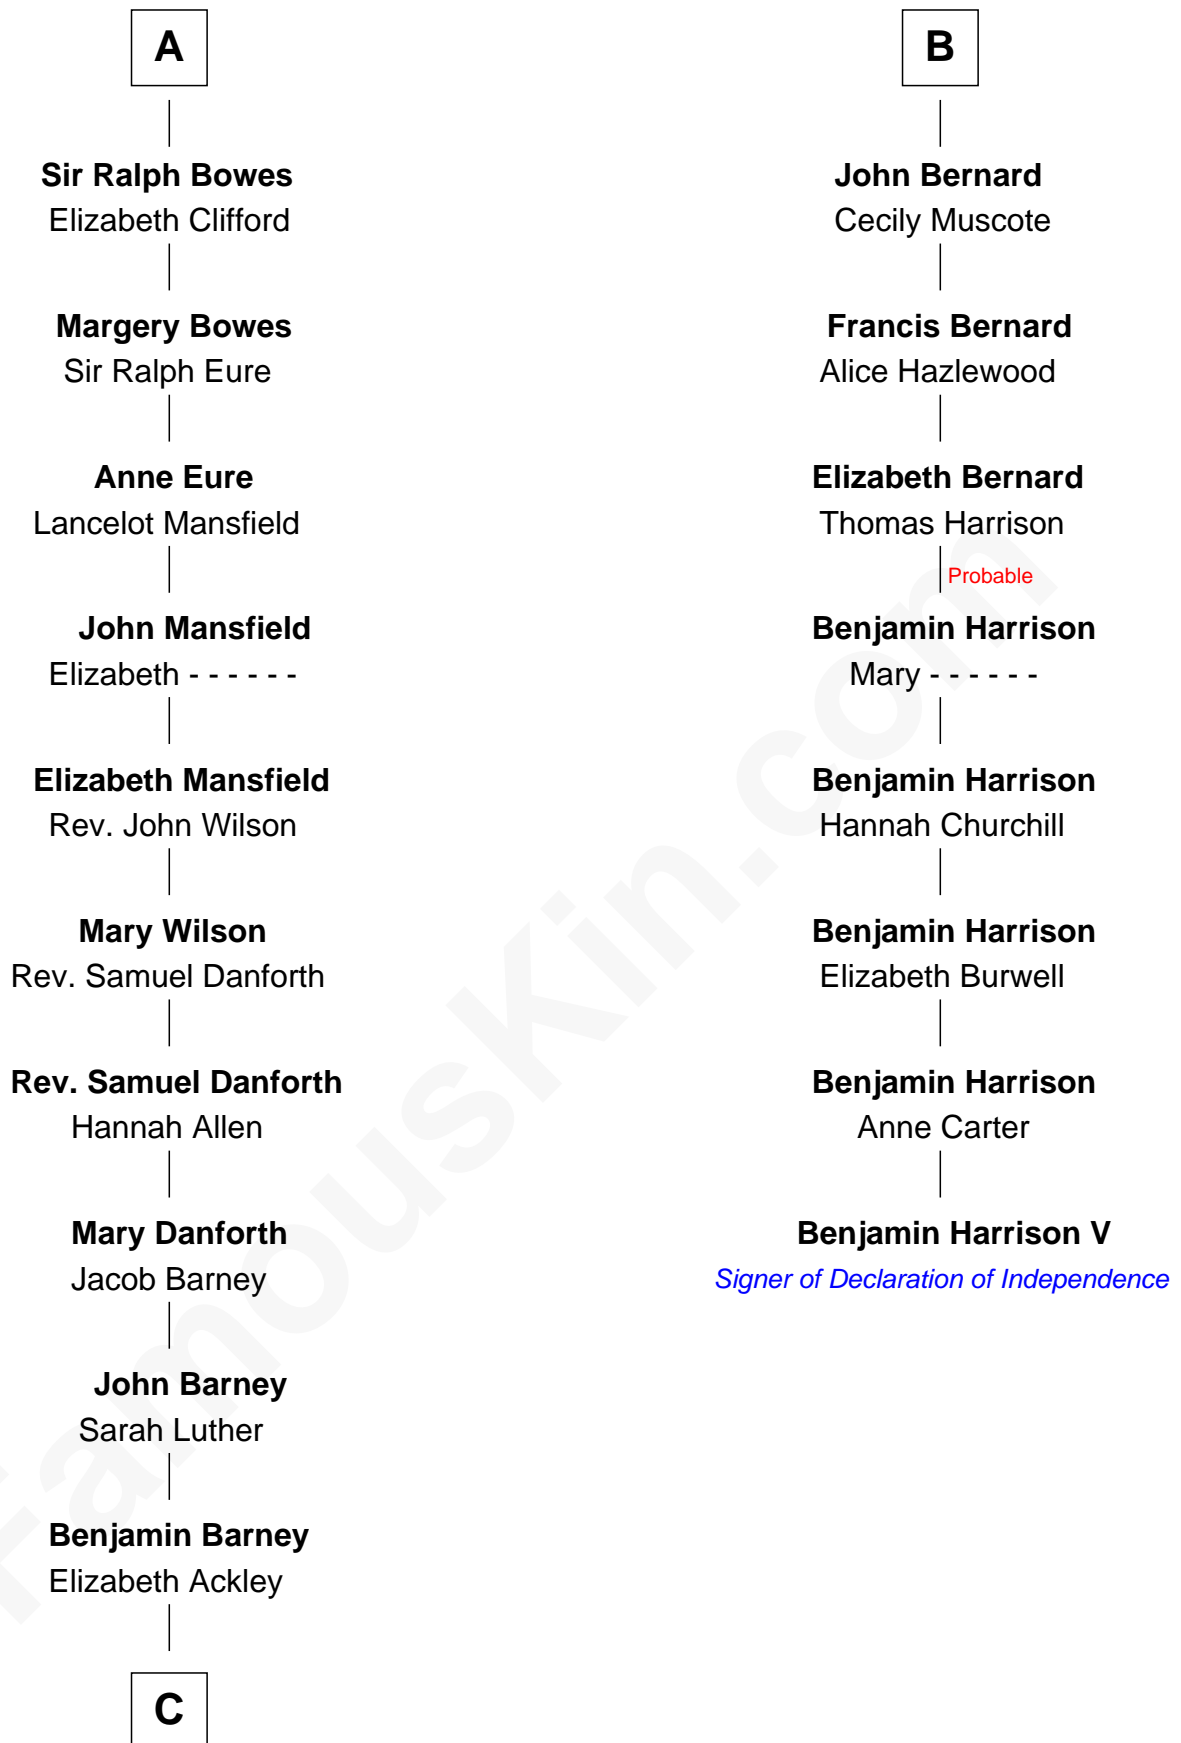 A
Sir Ralph Bowes
Elizabeth Clifford
Margery Bowes
Sir Ralph Eure
Anne Eure
Lancelot Mansfield
John Mansfield
Elizabeth - - - - - -
Elizabeth Mansfield
Rev. John Wilson
Mary Wilson
Rev. Samuel Danforth
Rev. Samuel Danforth
Hannah Allen
Mary Danforth
Jacob Barney
John Barney
Sarah Luther
Benjamin Barney
Elizabeth Ackley
C
B
John Bernard
Cecily Muscote
Francis Bernard
Alice Hazlewood
Elizabeth Bernard
Thomas Harrison
Probable
Benjamin Harrison
Mary - - - - - -
Benjamin Harrison
Hannah Churchill
Benjamin Harrison
Elizabeth Burwell
Benjamin Harrison
Anne Carter
Benjamin Harrison V
Signer of Declaration of Independence
FamousKin.com